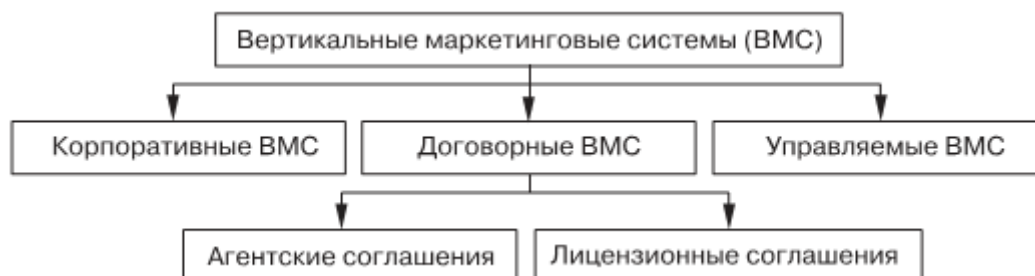 Вертикальные маркетинговые системы (ВМС)
Корпоративные ВМС
Договорные ВМС
Управляемые ВМС
Агентские соглашения
Лицензионные соглашения